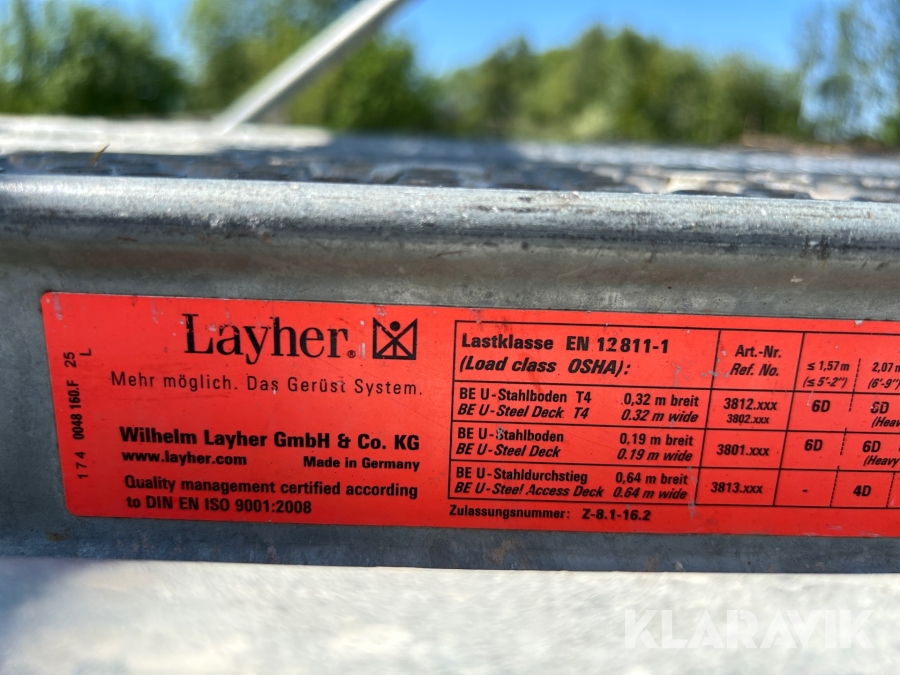 174 0048 160.F 25
L
Layher®
Mehr möglich. Das Gerüst System.
Wilhelm Layher GmbH & Co. KG
www.layher.com Made in Germany
Quality management certified according
to DIN EN ISO 9001:2008
Lastklasse EN 12811-1
(Load class OSHA):
Art.-Nr.
Ref. No.
≤ 1,57 m
(≤ 5'-2")
2,07 m
(6'-9")
BE U-Stahlboden T4 0,32 m breit
BE U-Steel Deck T4 0.32 m wide
3812.xxx
3802.xxx
6D
(Heavy
BE U-Stahlboden 0,19 m breit
BE U-Steel Deck 0.19 m wide
3801.xxx
6D
6D
(Heavy
BE U-Stahldurchstieg 0,64 m breit
BE U-Steel Access Deck 0.64 m wide
3813.xxx
-
4D
Zulassungsnummer: Z-8.1-16.2
KLARAVIK